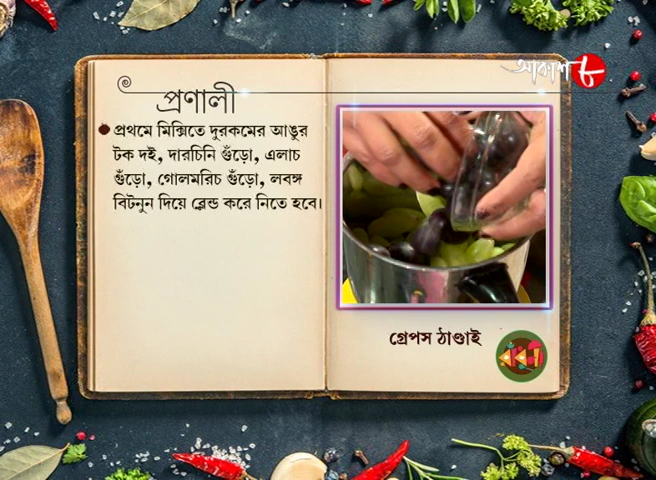 আকাশ ৮
প্রণালী
প্রথমে মিক্সিতে দুরকমের আঙুর
টক দই, দারচিনি গুঁড়ো, এলাচ
গুঁড়ো, গোলমরিচ গুঁড়ো, লবঙ্গ
বিটনুন দিয়ে ব্লেন্ড করে নিতে হবে।
গ্রেপস ঠাণ্ডাই